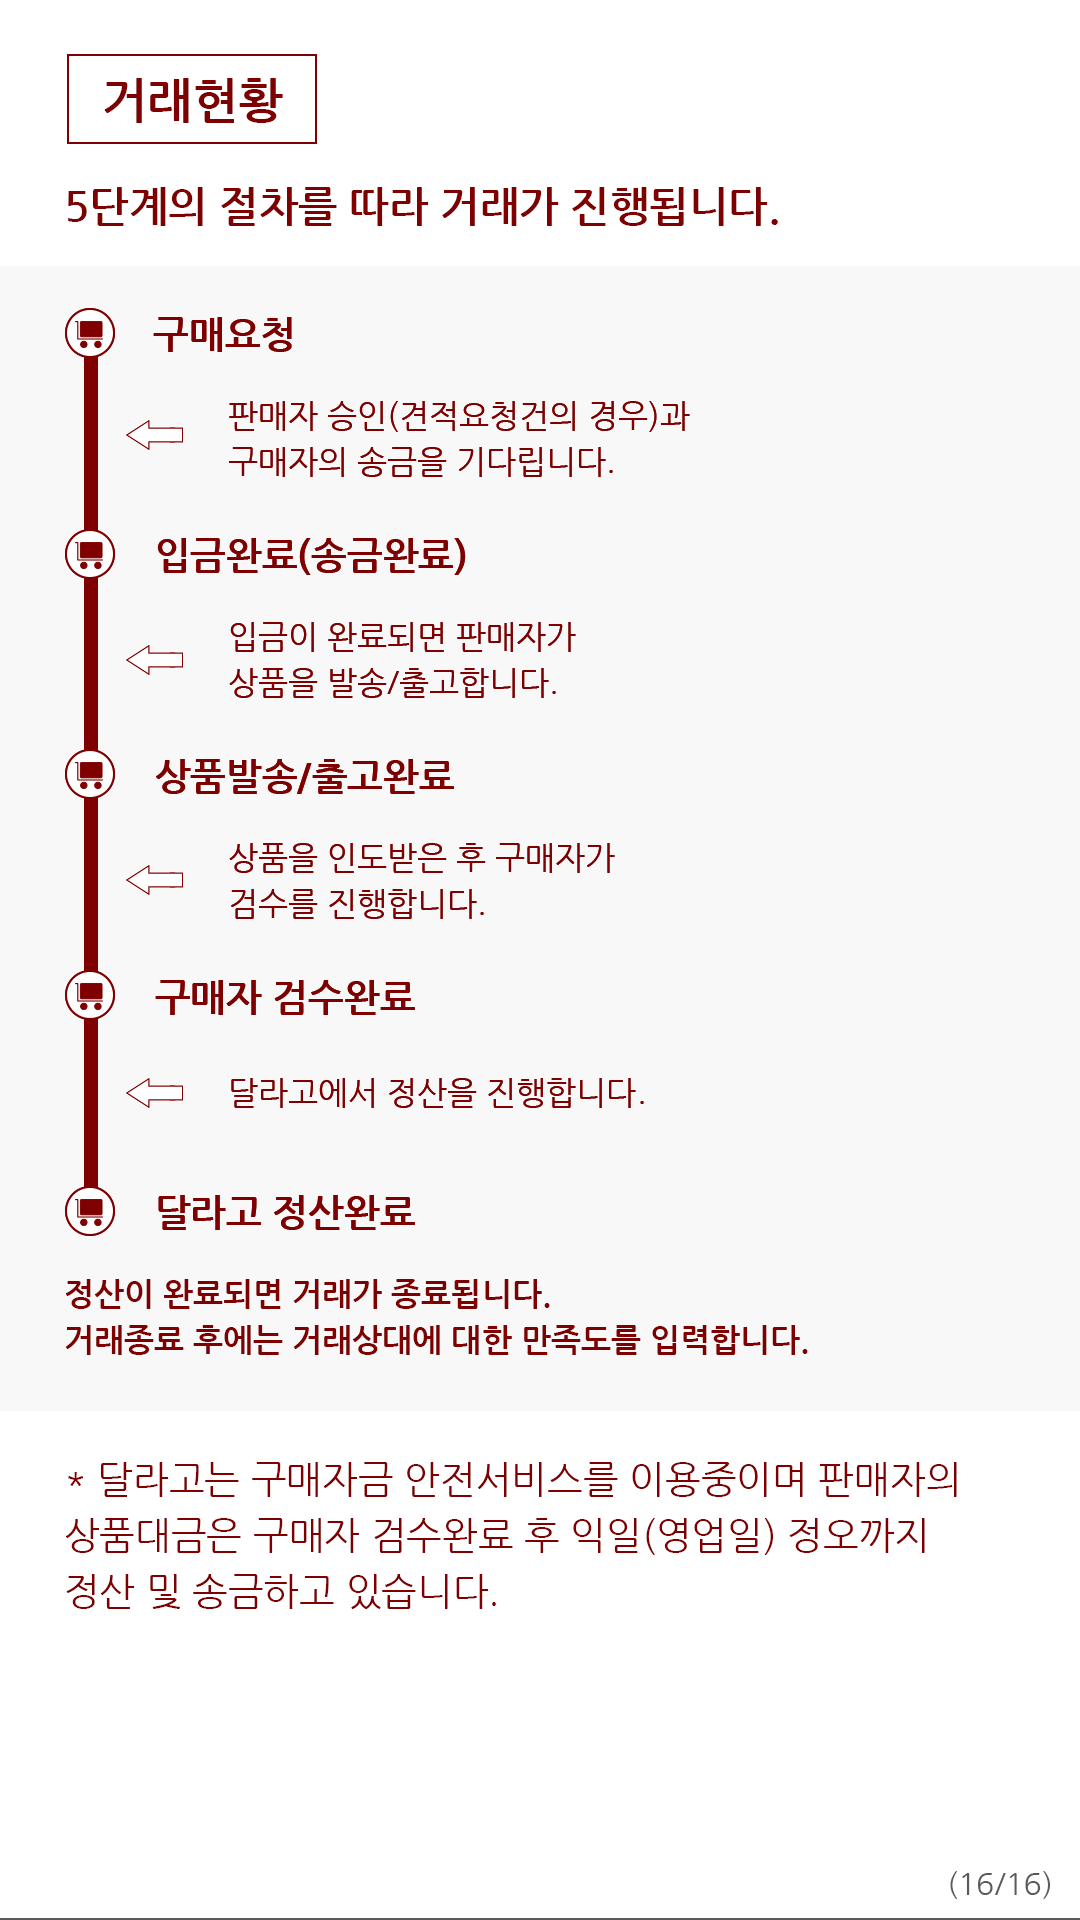 거래현황
5단계의 절차를 따라 거래가 진행됩니다.
구매요청
판매자 승인(견적요청건의 경우)과
구매자의 송금을 기다립니다.
입금완료(송금완료)
입금이 완료되면 판매자가
상품을 발송/출고합니다.
상품발송/출고완료
상품을 인도받은 후 구매자가
검수를 진행합니다.
구매자 검수완료
달라고에서 정산을 진행합니다.
달라고 정산완료
정산이 완료되면 거래가 종료됩니다.
거래종료 후에는 거래상대에 대한 만족도를 입력합니다.
* 달라고는 구매자금 안전서비스를 이용중이며 판매자의
상품대금은 구매자 검수완료 후 익일(영업일) 정오까지
정산 및 송금하고 있습니다.
(16/16)